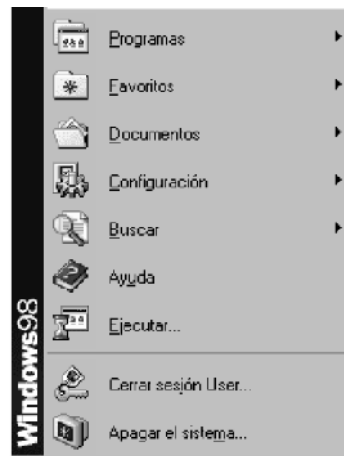 Programas
Favoritos
Documentos
Configuración
Buscar
Ayuda
Ejecutar...
Cerrar sesión User...
Apagar el sistema...
Windows98